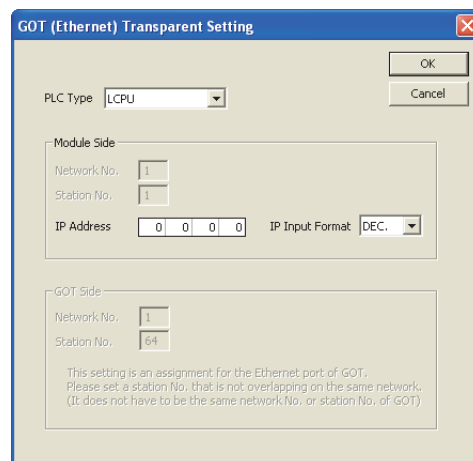 GOT (Ethernet) Transparent Setting
OK
PLC Type LCPU
Cancel
Module Side
Network No. 1
Station No. 1
IP Address 0 0 0 0 IP Input Format DEC.
GOT Side
Network No. 1
Station No. 64
This setting is an assignment for the Ethernet port of GOT.
Please set a station No. that is not overlapping on the same network.
(It does not have to be the same network No. or station No. of GOT)